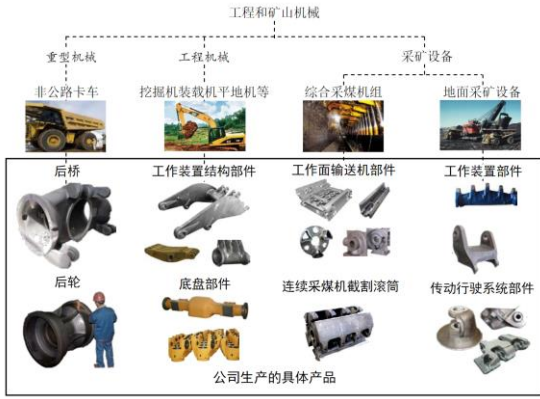 工程和矿山机械
重型机械 工程机械 采矿设备
非公路卡车 挖掘机装载机平地机等 综合采煤机组 地面采矿设备
后桥 工作装置结构部件 工作面输送机部件 工作装置部件
后轮 底盘部件 连续采煤机截割滚筒 传动行驶系统部件
公司生产的具体产品